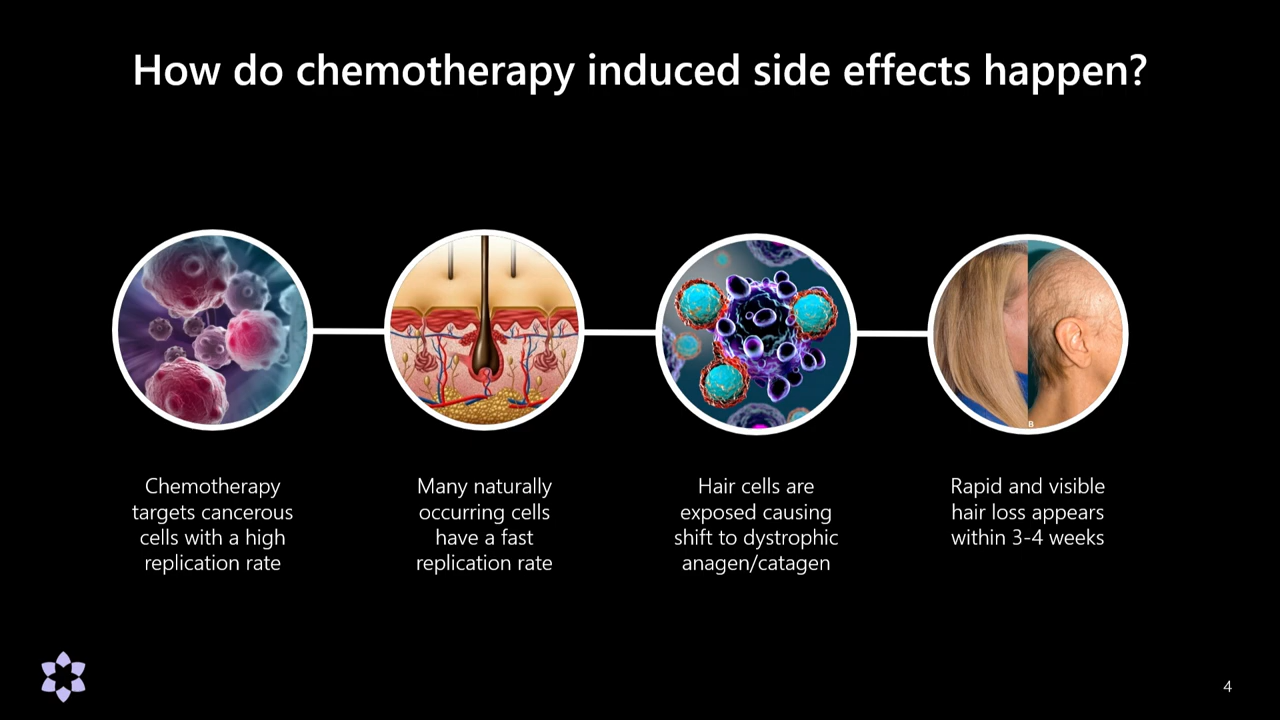 How do chemotherapy induced side effects happen?
Chemotherapy
targets cancerous
cells with a high
replication rate
Many naturally
occurring cells
have a fast
replication rate
Hair cells are
exposed causing
shift to dystrophic
anagen/catagen
B
Rapid and visible
hair loss appears
within 3-4 weeks
4